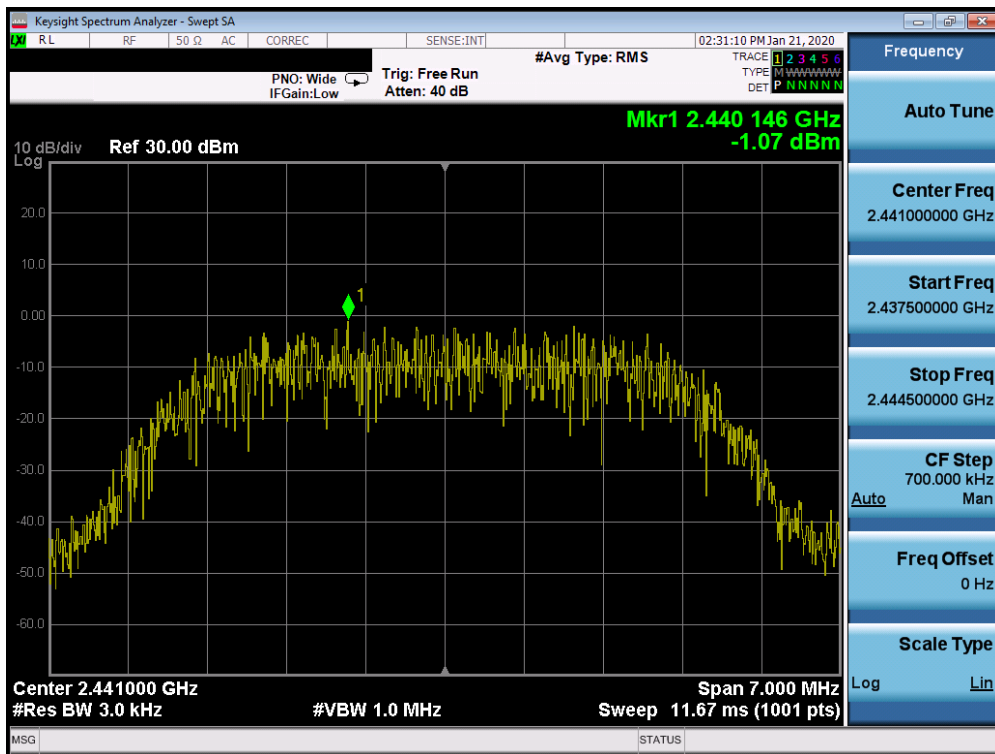 Keysight Spectrum Analyzer - Swept SA
LXI RL RF 50 Ω AC CORREC SENSE:INT 02:31:10 PM Jan 21, 2020
#Avg Type: RMS TRACE 1 2 3 4 5 6
PNO: Wide Trig: Free Run TYPE M W W W W W
IFGain:Low Atten: 40 dB DET P N N N N N
Mkr1 2.440 146 GHz
-1.07 dBm
10 dB/div Ref 30.00 dBm
Log
20.0
10.0
1
0.00
-10.0
-20.0
-30.0
-40.0
-50.0
-60.0
Center 2.441000 GHz Span 7.000 MHz
#Res BW 3.0 kHz #VBW 1.0 MHz Sweep 11.67 ms (1001 pts)
MSG STATUS
Frequency
Auto Tune
Center Freq
2.441000000 GHz
Start Freq
2.437500000 GHz
Stop Freq
2.444500000 GHz
CF Step
700.000 kHz
Auto Man
Freq Offset
0 Hz
Scale Type
Log Lin